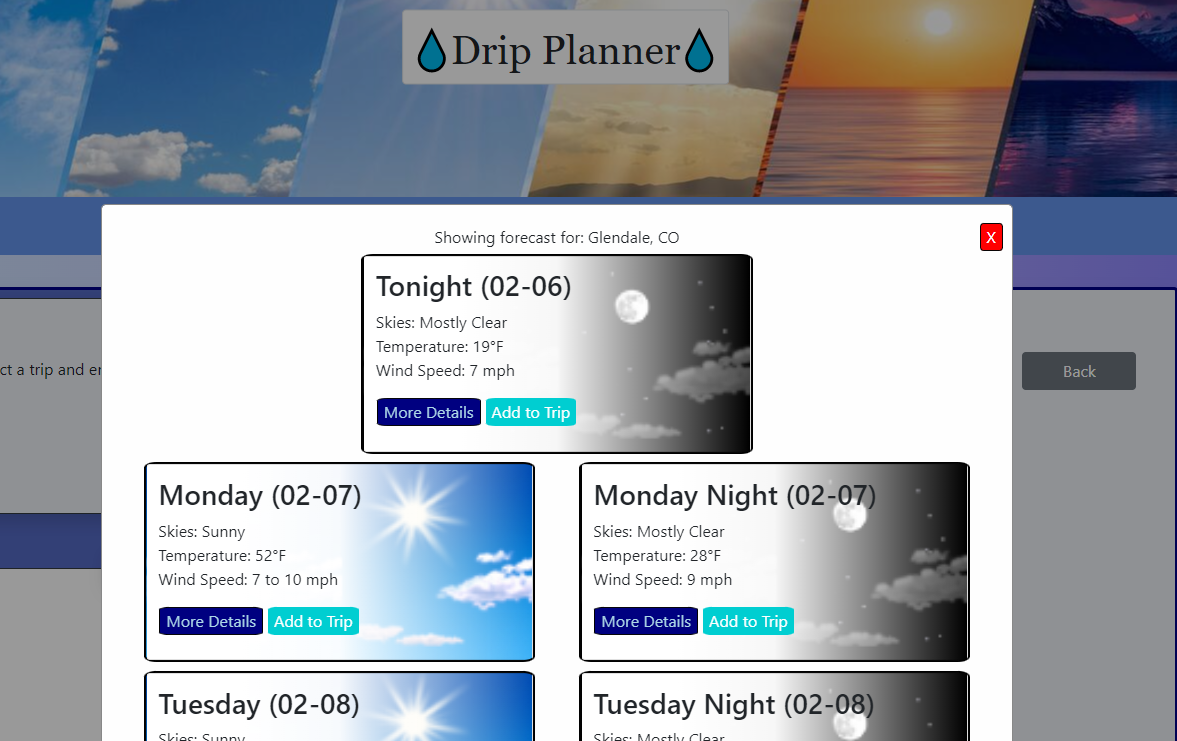 Drip Planner
Showing forecast for: Glendale, CO
X
Tonight (02-06)
Skies: Mostly Clear
Temperature: 19°F
Wind Speed: 7 mph
More Details Add to Trip
ct a trip and er
Back
Monday (02-07)
Skies: Sunny
Temperature: 52°F
Wind Speed: 7 to 10 mph
More Details Add to Trip
Monday Night (02-07)
Skies: Mostly Clear
Temperature: 28°F
Wind Speed: 9 mph
More Details Add to Trip
Tuesday (02-08)
Skies: Sunny
Tuesday Night (02-08)
Skies: Mostly Clear